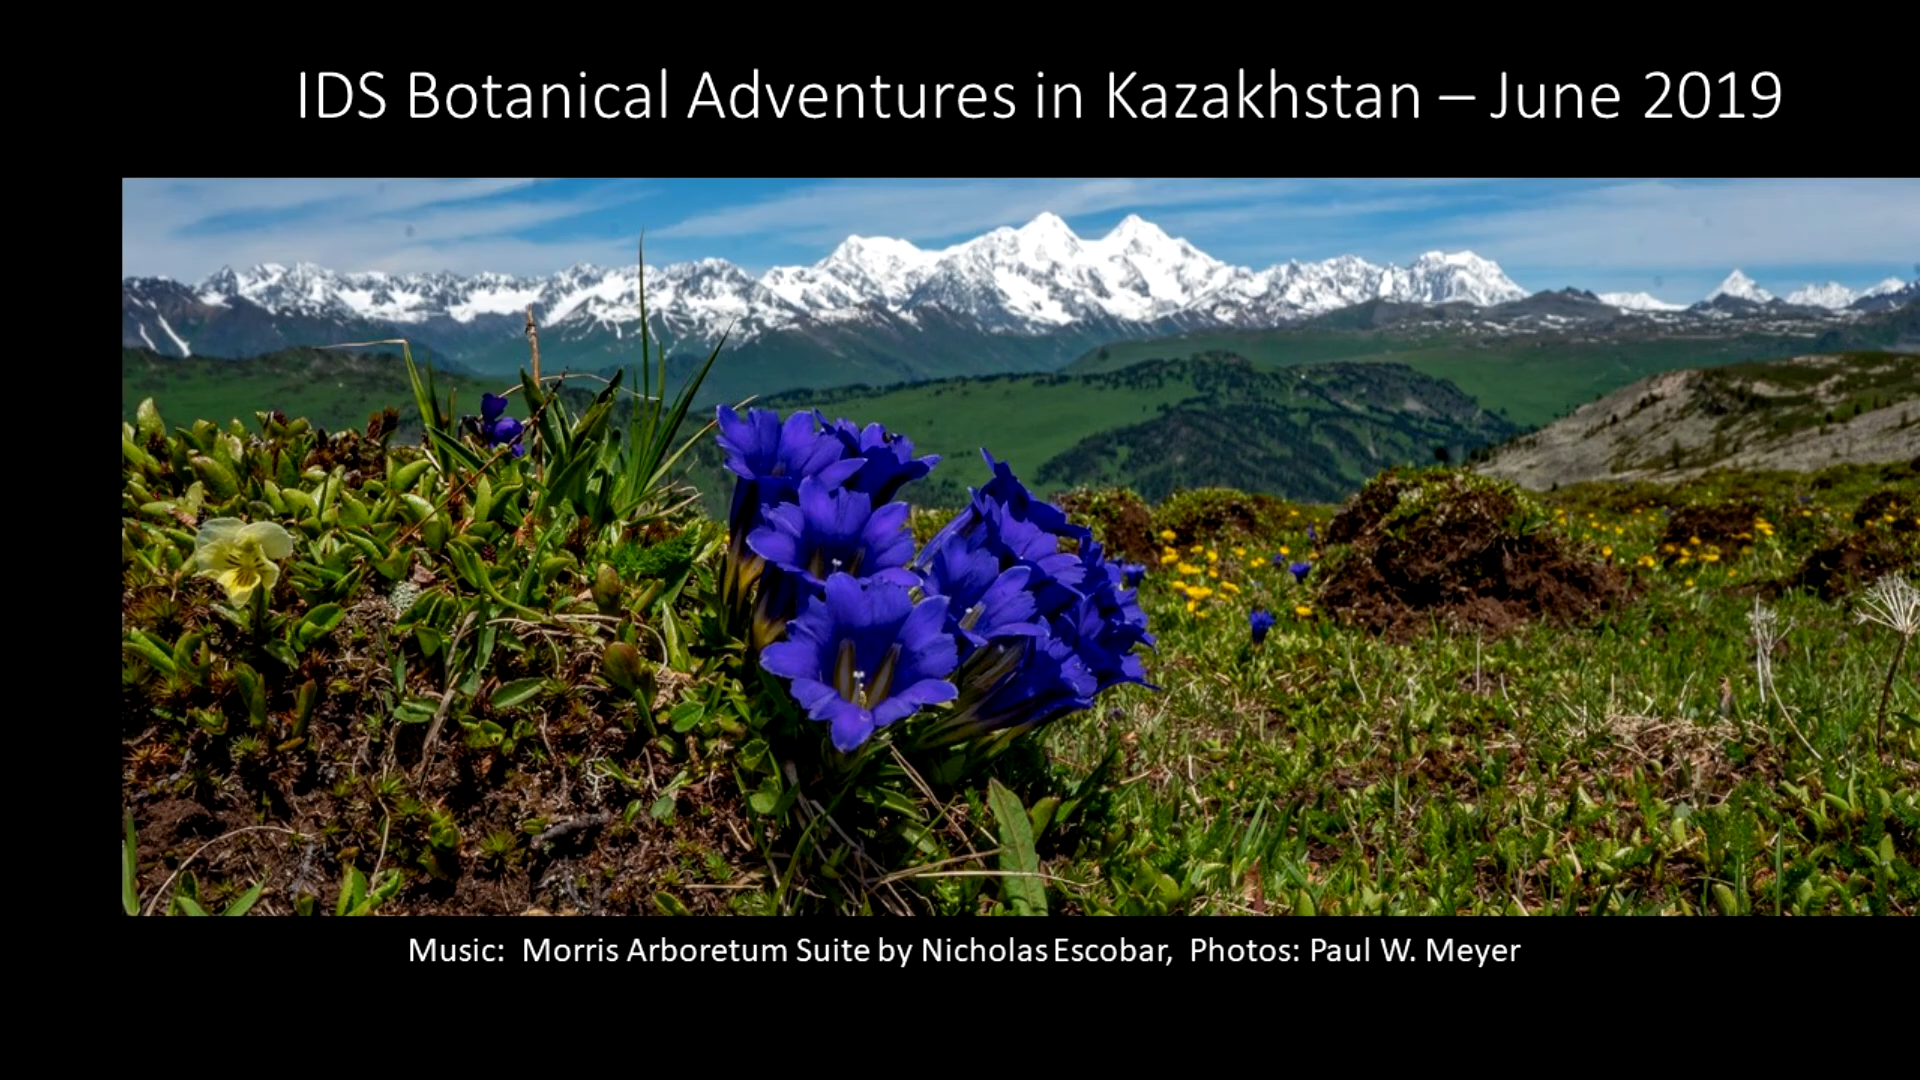 IDS Botanical Adventures in Kazakhstan – June 2019
Music:  Morris Arboretum Suite by Nicholas Escobar,  Photos: Paul W. Meyer